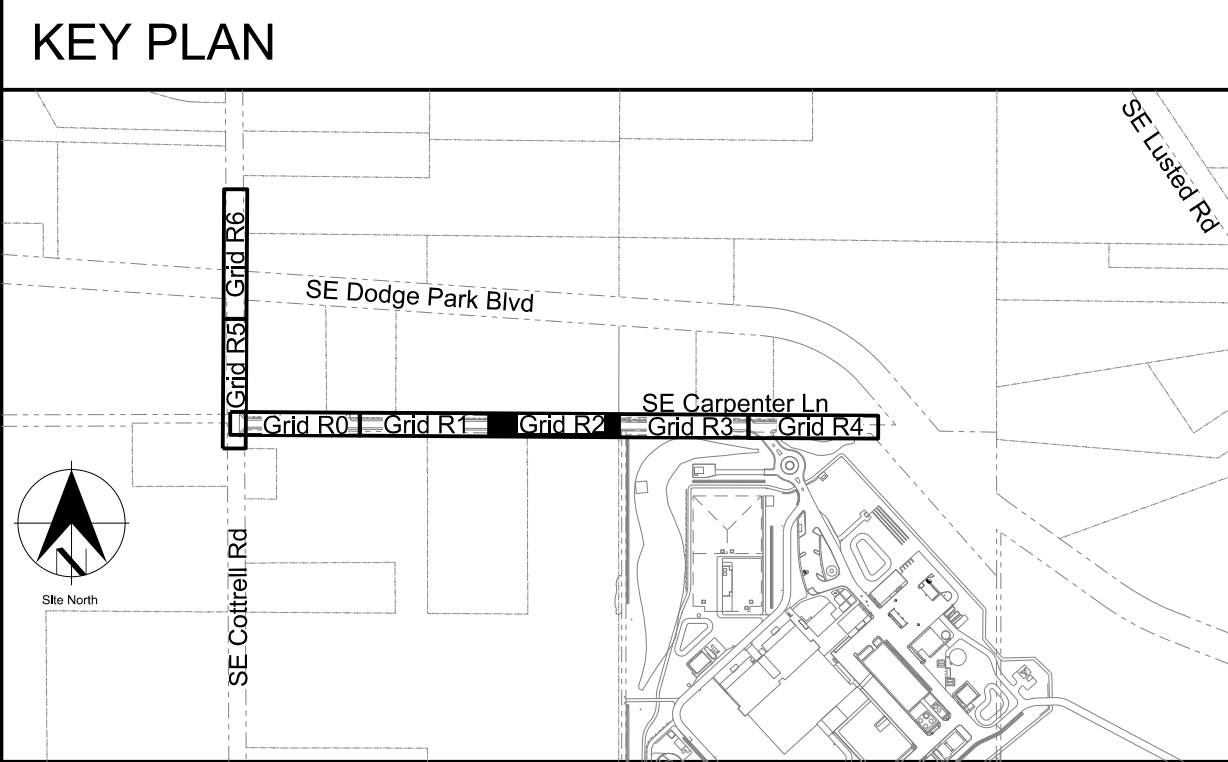 KEY PLAN
SE Lusted Rd
Grid R6
SE Dodge Park Blvd
Grid R5
SE Carpenter Ln
Grid R0
Grid R1
Grid R2
Grid R3
Grid R4
N
Site North
SE Cottrell Rd